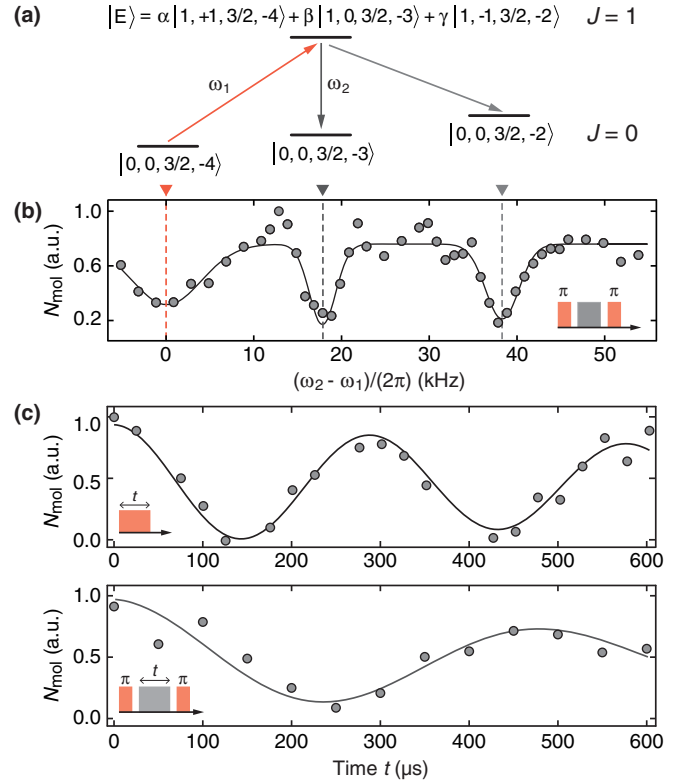 (a) |E⟩ = α|1, +1, 3/2, -4⟩ + β|1, 0, 3/2, -3⟩ + γ|1, -1, 3/2, -2⟩ J = 1
ω1 ω2
|0, 0, 3/2, -4⟩ |0, 0, 3/2, -3⟩ |0, 0, 3/2, -2⟩ J = 0
(b)
Nmol (a.u.)
1.0
0.6
0.2
π π
0 10 20 30 40 50
(ω2 - ω1)/(2π) (kHz)
(c)
Nmol (a.u.)
1.0
0.5
0.0
t
0 100 200 300 400 500 600
Nmol (a.u.)
1.0
0.5
0.0
π t π
0 100 200 300 400 500 600
Time t (μs)